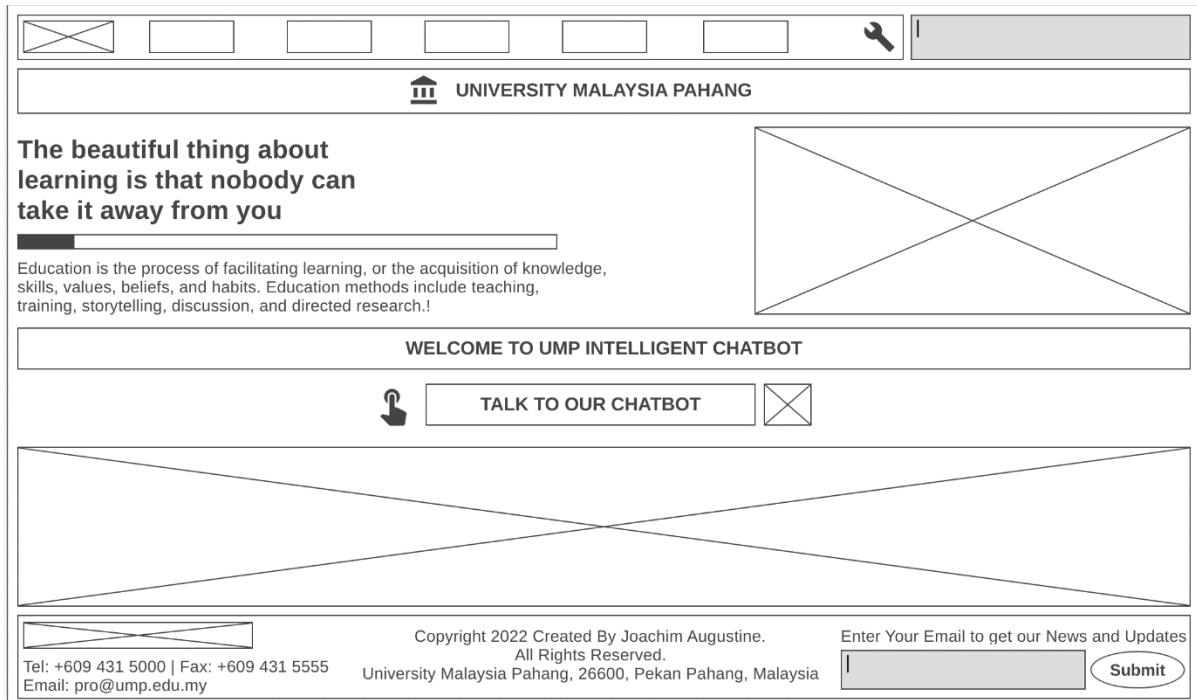 UNIVERSITY MALAYSIA PAHANG
The beautiful thing about
learning is that nobody can
take it away from you
Education is the process of facilitating learning, or the acquisition of knowledge,
skills, values, beliefs, and habits. Education methods include teaching,
training, storytelling, discussion, and directed research.!
WELCOME TO UMP INTELLIGENT CHATBOT
TALK TO OUR CHATBOT
Tel: +609 431 5000 | Fax: +609 431 5555
Email: pro@ump.edu.my
Copyright 2022 Created By Joachim Augustine.
All Rights Reserved.
University Malaysia Pahang, 26600, Pekan Pahang, Malaysia
Enter Your Email to get our News and Updates
Submit